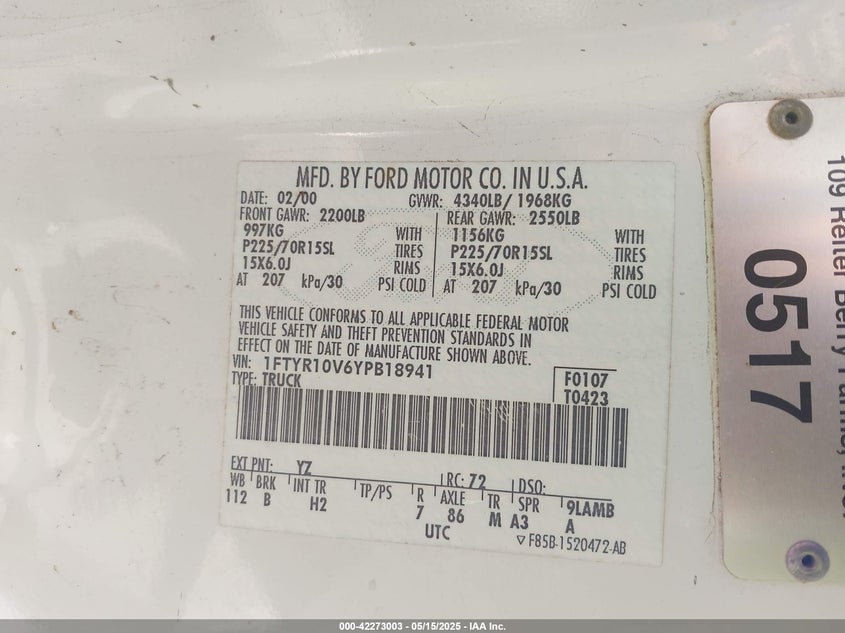 MFD. BY FORD MOTOR CO. IN U.S.A.
DATE: 02/00 GVWR: 4340LB/ 1968KG
FRONT GAWR: 2200LB REAR GAWR: 2550LB
997KG WITH 1156KG WITH
P225/70R15SL TIRES P225/70R15SL TIRES
15X6.0J RIMS 15X6.0J RIMS
AT 207 kPa/30 PSI COLD AT 207 kPa/30 PSI COLD
THIS VEHICLE CONFORMS TO ALL APPLICABLE FEDERAL MOTOR
VEHICLE SAFETY AND THEFT PREVENTION STANDARDS IN
EFFECT ON THE DATE OF MANUFACTURE SHOWN ABOVE.
VIN: 1FTYR10V6YPB18941
TYPE: TRUCK
F0107
T0423
EXT PNT: YZ RC: 72 DSO:
WB BRK INT TR TP/PS R AXLE TR SPR 9LAMB
112 B H2 7 86 M A3 A
UTC
▽ F85B-1520472-AB
109 Reiter Berry
0517
000-42273003 - 05/15/2025 - IAA Inc.